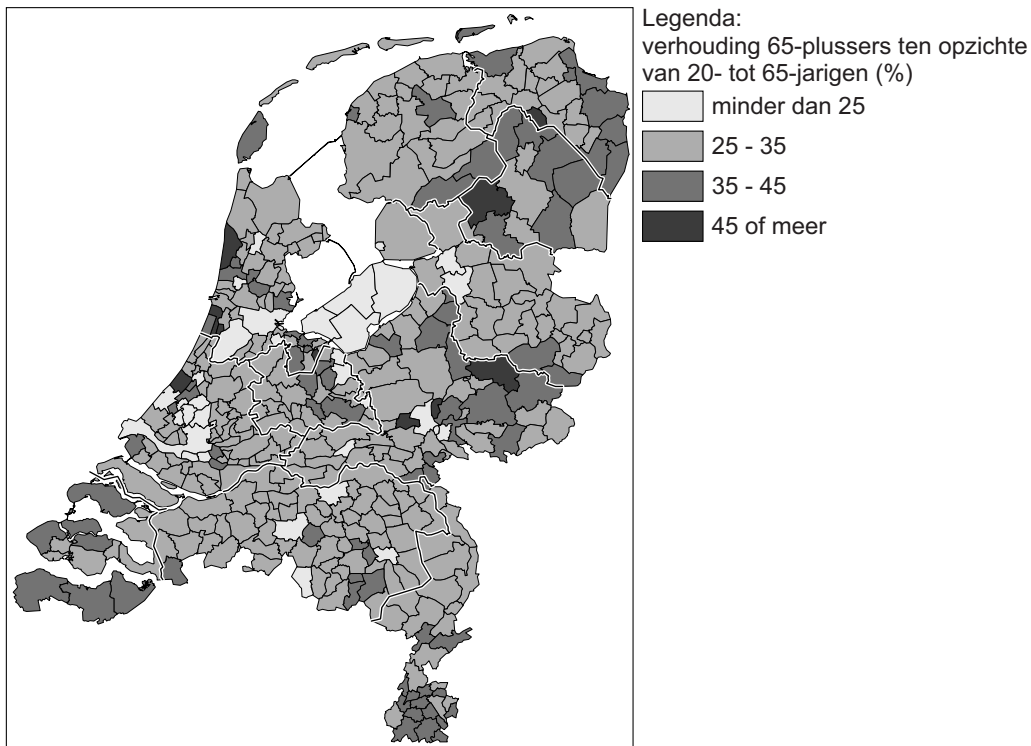 Legenda:
verhouding 65-plussers ten opzichte
van 20- tot 65-jarigen (%)
minder dan 25
25 - 35
35 - 45
45 of meer